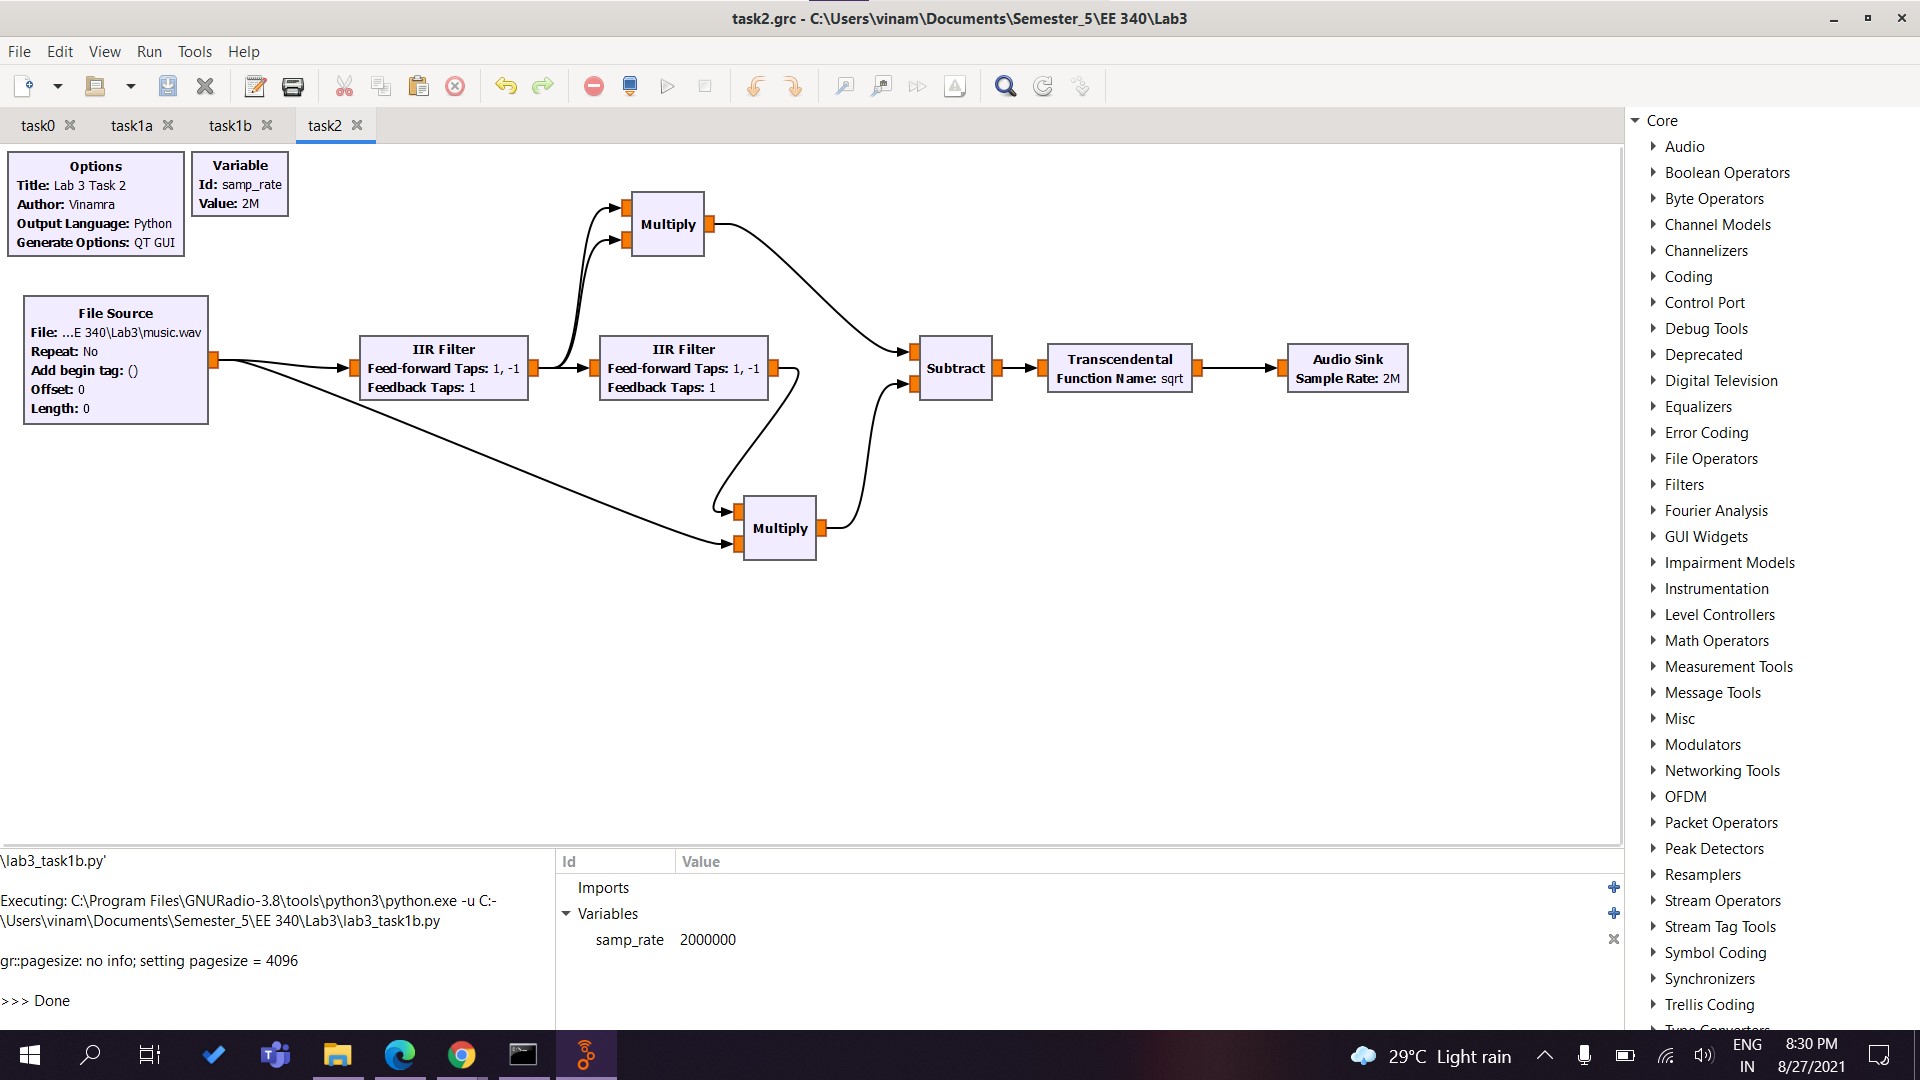 task2.grc - C:\Users\vinam\Documents\Semester_5\EE 340\Lab3
File Edit View Run Tools Help
task0 task1a task1b task2
Options
Title: Lab 3 Task 2
Author: Vinamra
Output Language: Python
Generate Options: QT GUI
Variable
Id: samp_rate
Value: 2M
Multiply
File Source
File: ...E 340\Lab3\music.wav
Repeat: No
Add begin tag: ()
Offset: 0
Length: 0
IIR Filter
Feed-forward Taps: 1, -1
Feedback Taps: 1
IIR Filter
Feed-forward Taps: 1, -1
Feedback Taps: 1
Subtract
Transcendental
Function Name: sqrt
Audio Sink
Sample Rate: 2M
Multiply
Core
Audio
Boolean Operators
Byte Operators
Channel Models
Channelizers
Coding
Control Port
Debug Tools
Deprecated
Digital Television
Equalizers
Error Coding
File Operators
Filters
Fourier Analysis
GUI Widgets
Impairment Models
Instrumentation
Level Controllers
Math Operators
Measurement Tools
Message Tools
Misc
Modulators
Networking Tools
OFDM
Packet Operators
Peak Detectors
Resamplers
Stream Operators
Stream Tag Tools
Symbol Coding
Synchronizers
Trellis Coding
Type Converters
\lab3_task1b.py'
Executing: C:\Program Files\GNURadio-3.8\tools\python3\python.exe -u C:-
\Users\vinam\Documents\Semester_5\EE 340\Lab3\lab3_task1b.py
gr::pagesize: no info; setting pagesize = 4096
>>> Done
Id Value
Imports
Variables
samp_rate 2000000
29°C Light rain
ENG
IN
8:30 PM
8/27/2021